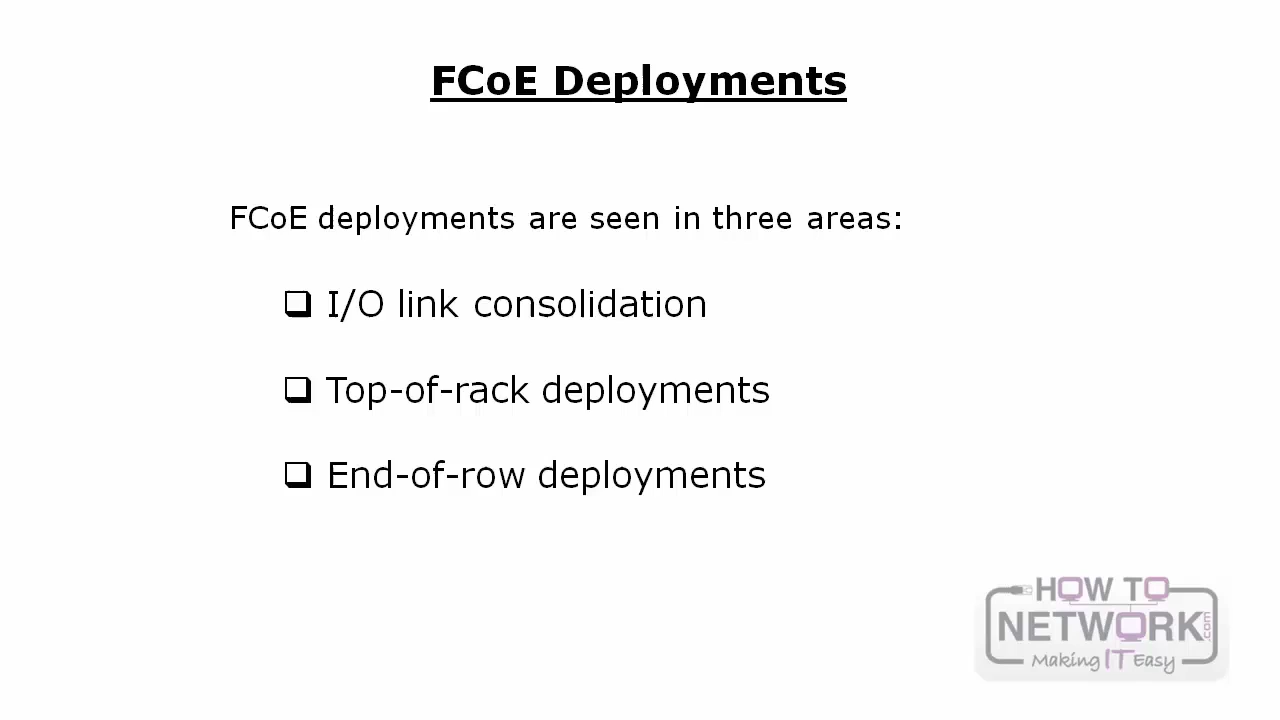 FCoE Deployments
FCoE deployments are seen in three areas:
❑ I/O link consolidation
❑ Top-of-rack deployments
❑ End-of-row deployments
HOW TO
NETWORK.com
Making IT Easy